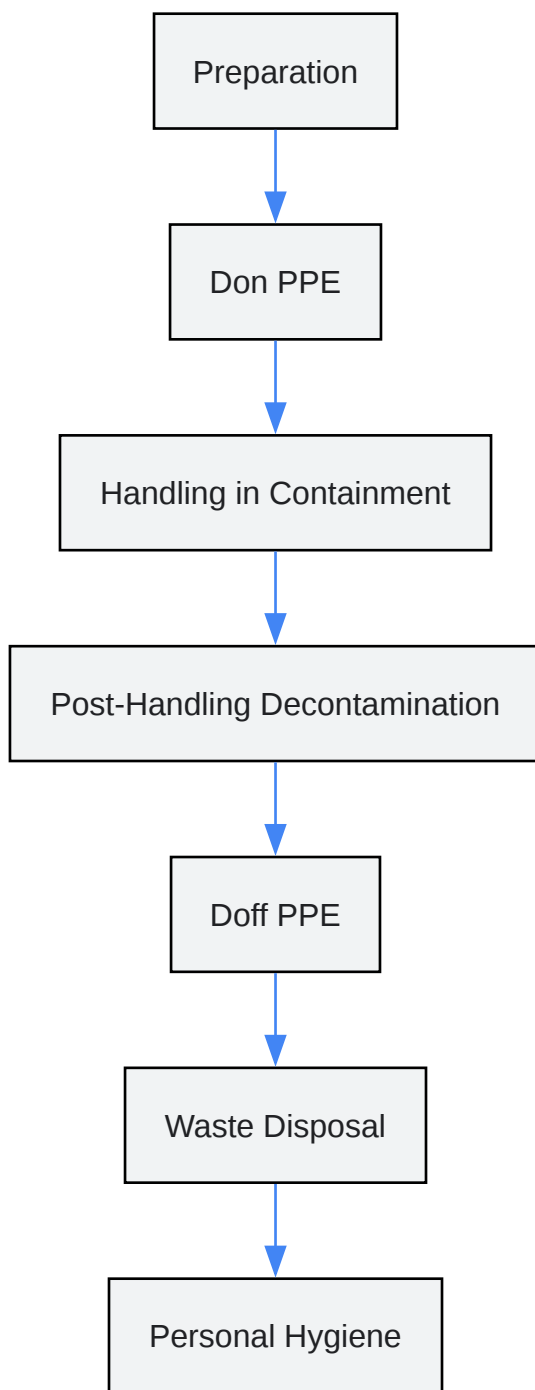 Preparation
Don PPE
Handling in Containment
Post-Handling Decontamination
Doff PPE
Waste Disposal
Personal Hygiene